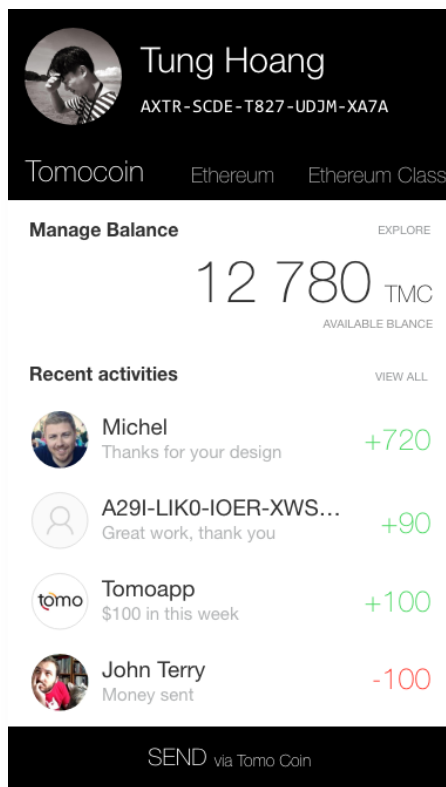 Tung Hoang
AXTR-SCDE-T827-UDJM-XA7A
Tomocoin Ethereum Ethereum Class
Manage Balance EXPLORE
12 780 TMC
AVAILABLE BLANCE
Recent activities VIEW ALL
Michel
Thanks for your design
+720
A29I-LIK0-IOER-XWS...
Great work, thank you
+90
tomo
Tomoapp
$100 in this week
+100
John Terry
Money sent
-100
SEND via Tomo Coin